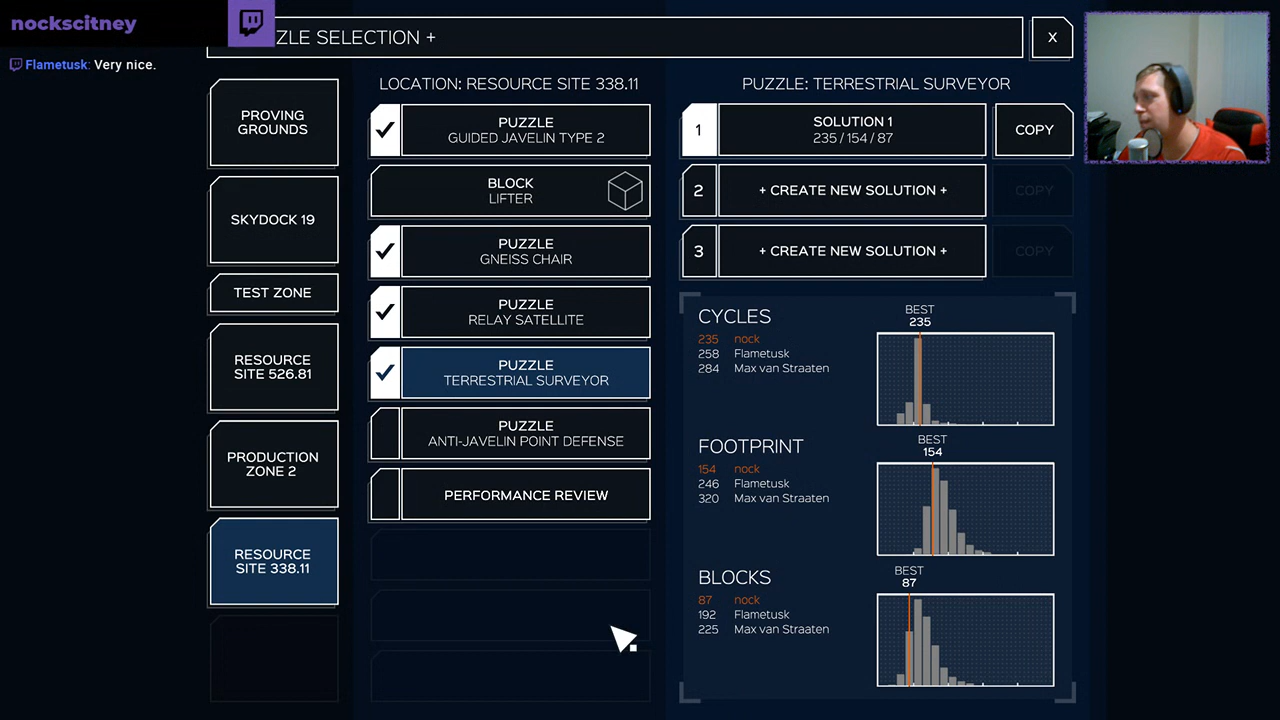 nockscitney
Flametusk: Very nice.
ZLE SELECTION +
X
PROVING
GROUNDS
SKYDOCK 19
TEST ZONE
RESOURCE
SITE 526.81
PRODUCTION
ZONE 2
RESOURCE
SITE 338.11
LOCATION: RESOURCE SITE 338.11
PUZZLE
GUIDED JAVELIN TYPE 2
BLOCK
LIFTER
PUZZLE
GNEISS CHAIR
PUZZLE
RELAY SATELLITE
PUZZLE
TERRESTRIAL SURVEYOR
PUZZLE
ANTI-JAVELIN POINT DEFENSE
PERFORMANCE REVIEW
PUZZLE: TERRESTRIAL SURVEYOR
1
SOLUTION 1
235 / 154 / 87
COPY
2
+ CREATE NEW SOLUTION +
COPY
3
+ CREATE NEW SOLUTION +
COPY
CYCLES
235 nock
258 Flametusk
284 Max van Straaten
BEST
235
FOOTPRINT
154 nock
246 Flametusk
320 Max van Straaten
BEST
154
BLOCKS
87 nock
192 Flametusk
225 Max van Straaten
BEST
87